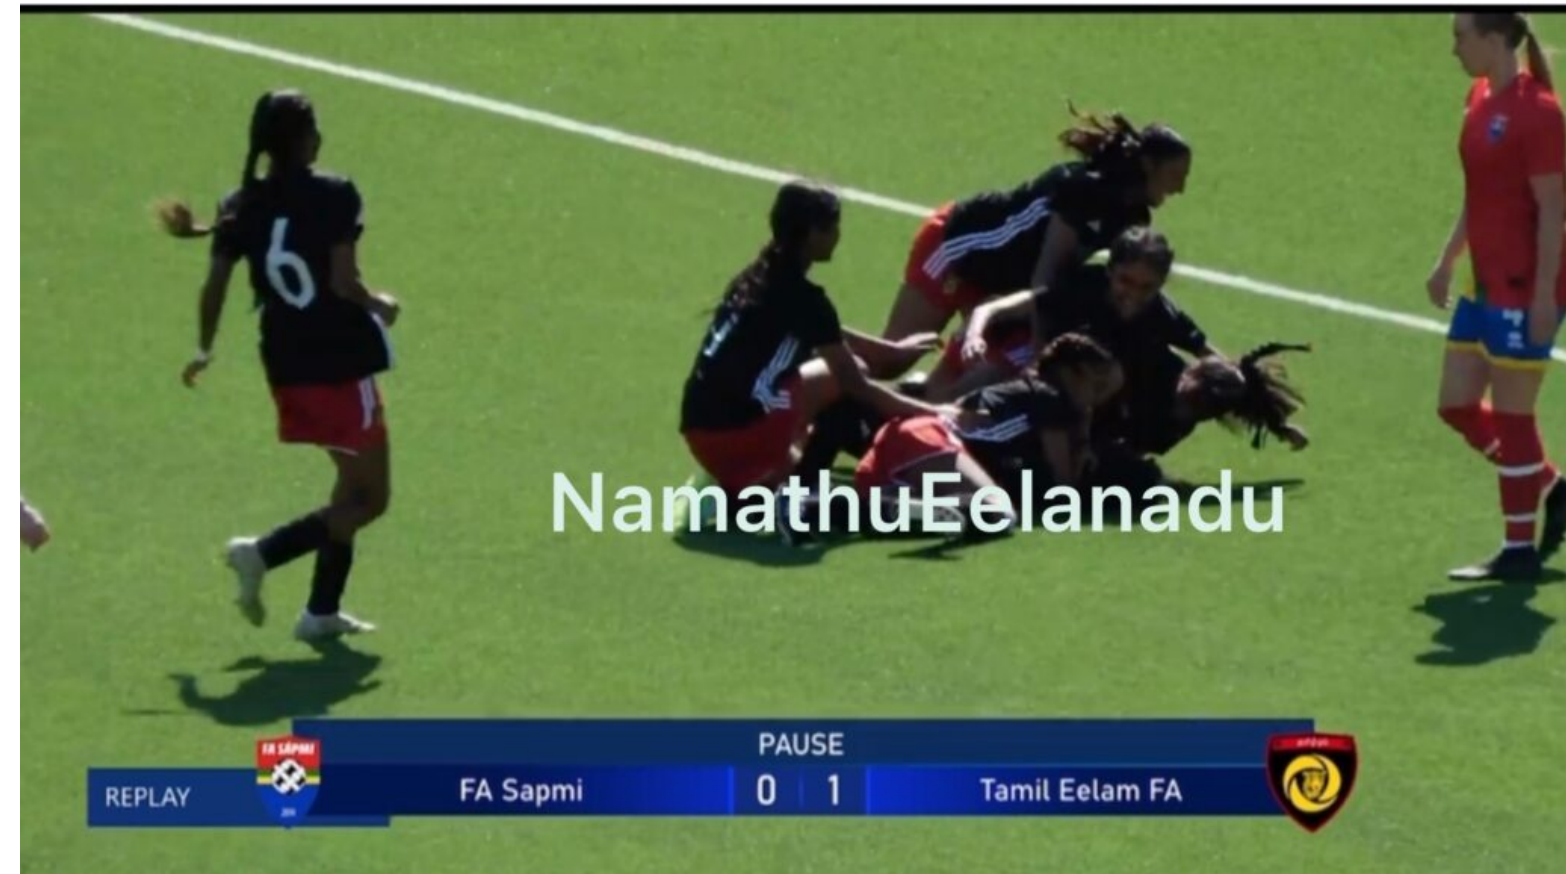 6
NamathuEelanadu
FA SÁPMI
PAUSE
REPLAY
FA Sapmi
0 1
Tamil Eelam FA